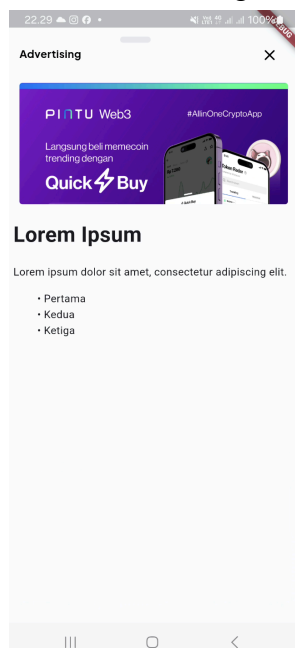 22.29
100%
BUG
Advertising
PINTU Web3
#AllinOneCryptoApp
Langsung beli memecoin
trending dengan
Quick Buy
Lorem Ipsum
Lorem ipsum dolor sit amet, consectetur adipiscing elit.
• Pertama
• Kedua
• Ketiga